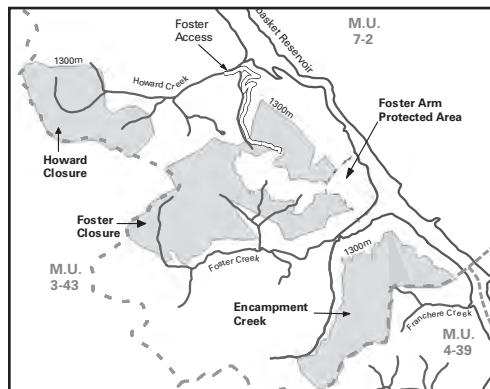 Foster
Access
basket Reservoir
M.U.
7-2
1300m
Howard Creek
1300m
Foster Arm
Protected Area
Howard
Closure
Foster
Closure
1300m
Foster Creek
M.U.
3-43
Encampment
Creek
Franchere Creek
M.U.
4-39